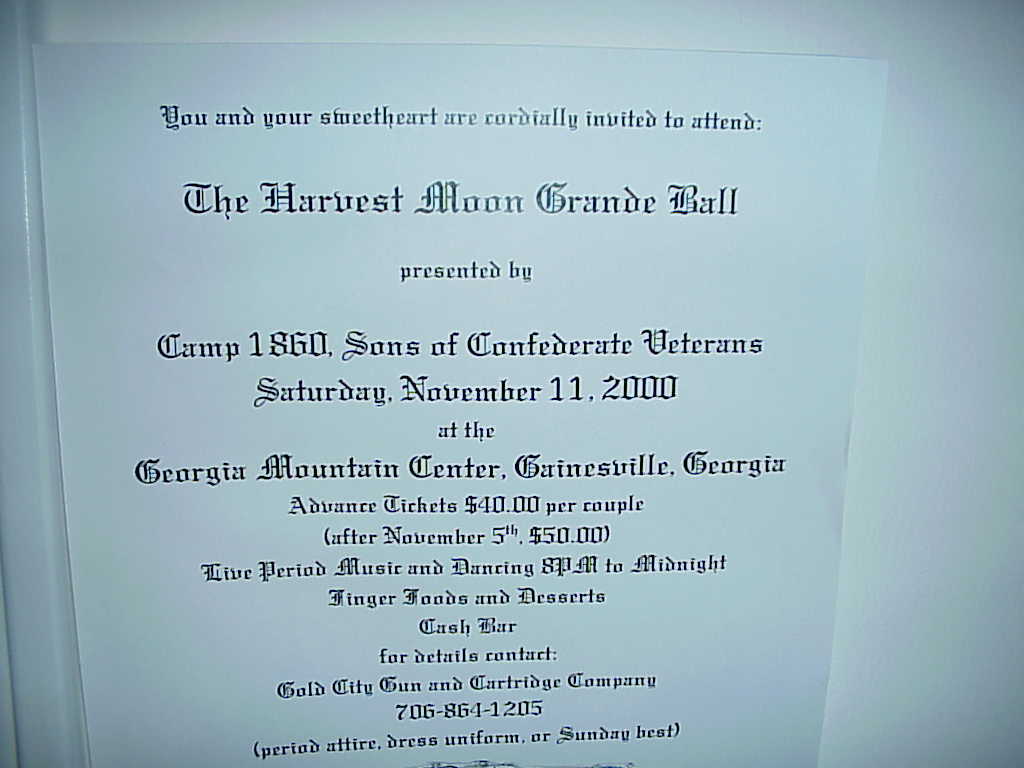 You and your sweetheart are cordially invited to attend:
The Harvest Moon Grande Ball
presented by
Camp 1860, Sons of Confederate Veterans
Saturday, November 11, 2000
at the
Georgia Mountain Center, Gainesville, Georgia
Advance Tickets $40.00 per couple
(after November 5th, $50.00)
Live Period Music and Dancing 8PM to Midnight
Finger Foods and Desserts
Cash Bar
for details contact:
Gold City Gun and Cartridge Company
706-864-1205
(period attire, dress uniform, or Sunday best)